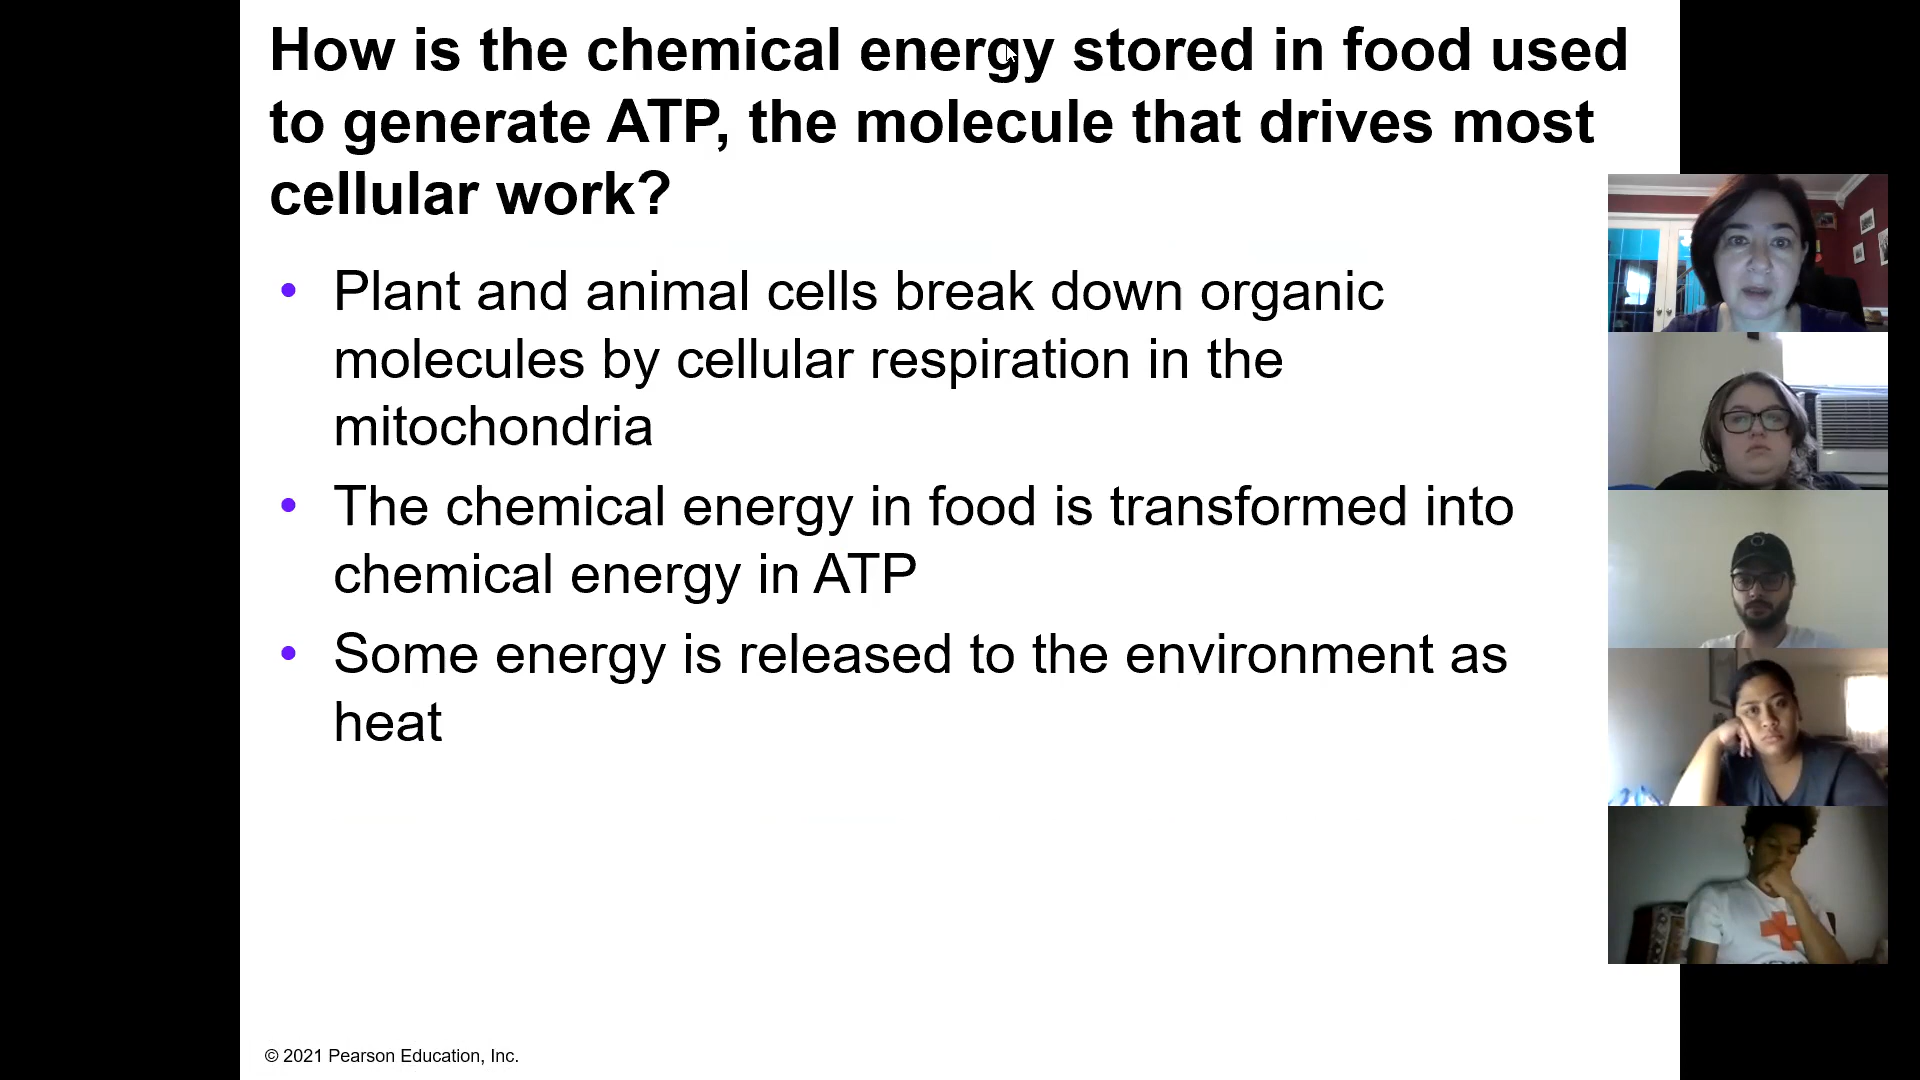 How is the chemical energy stored in food used
to generate ATP, the molecule that drives most
cellular work?
• Plant and animal cells break down organic
molecules by cellular respiration in the
mitochondria
• The chemical energy in food is transformed into
chemical energy in ATP
• Some energy is released to the environment as
heat
© 2021 Pearson Education, Inc.